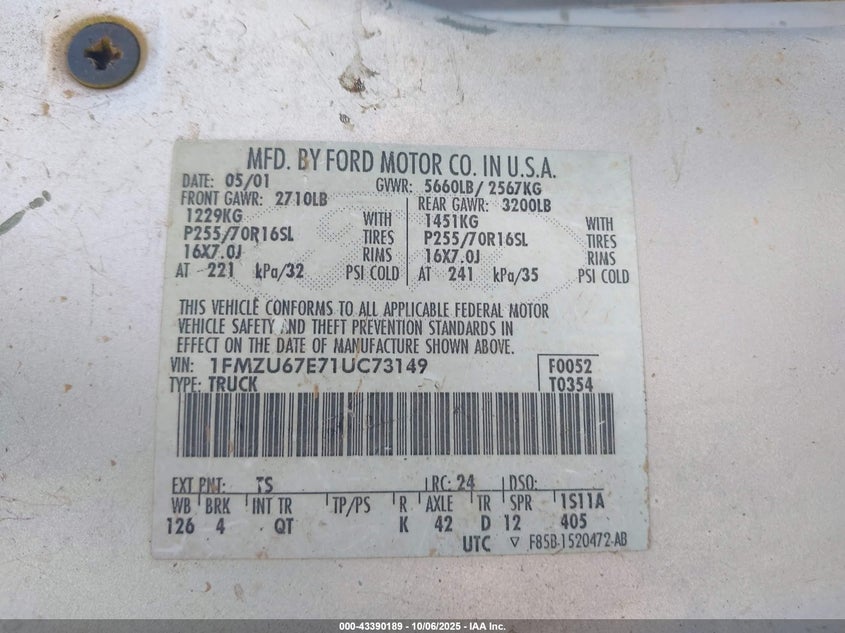 MFD. BY FORD MOTOR CO. IN U.S.A.
DATE: 05/01 GVWR: 5660LB/ 2567KG
FRONT GAWR: 2710LB REAR GAWR: 3200LB
1229KG WITH 1451KG WITH
P255/70R16SL TIRES P255/70R16SL TIRES
16X7.0J RIMS 16X7.0J RIMS
AT 221 kPa/32 PSI COLD AT 241 kPa/35 PSI COLD
THIS VEHICLE CONFORMS TO ALL APPLICABLE FEDERAL MOTOR
VEHICLE SAFETY AND THEFT PREVENTION STANDARDS IN
EFFECT ON THE DATE OF MANUFACTURE SHOWN ABOVE.
VIN: 1FMZU67E71UC73149 F0052
TYPE: TRUCK T0354
EXT PNT: TS RC: 24 DSO:
WB BRK INT TR TP/PS R AXLE TR SPR 1S11A
126 4 QT K 42 D 12 405
UTC ▽ F85B-1520472-AB
000-43390189 - 10/06/2025 - IAA Inc.